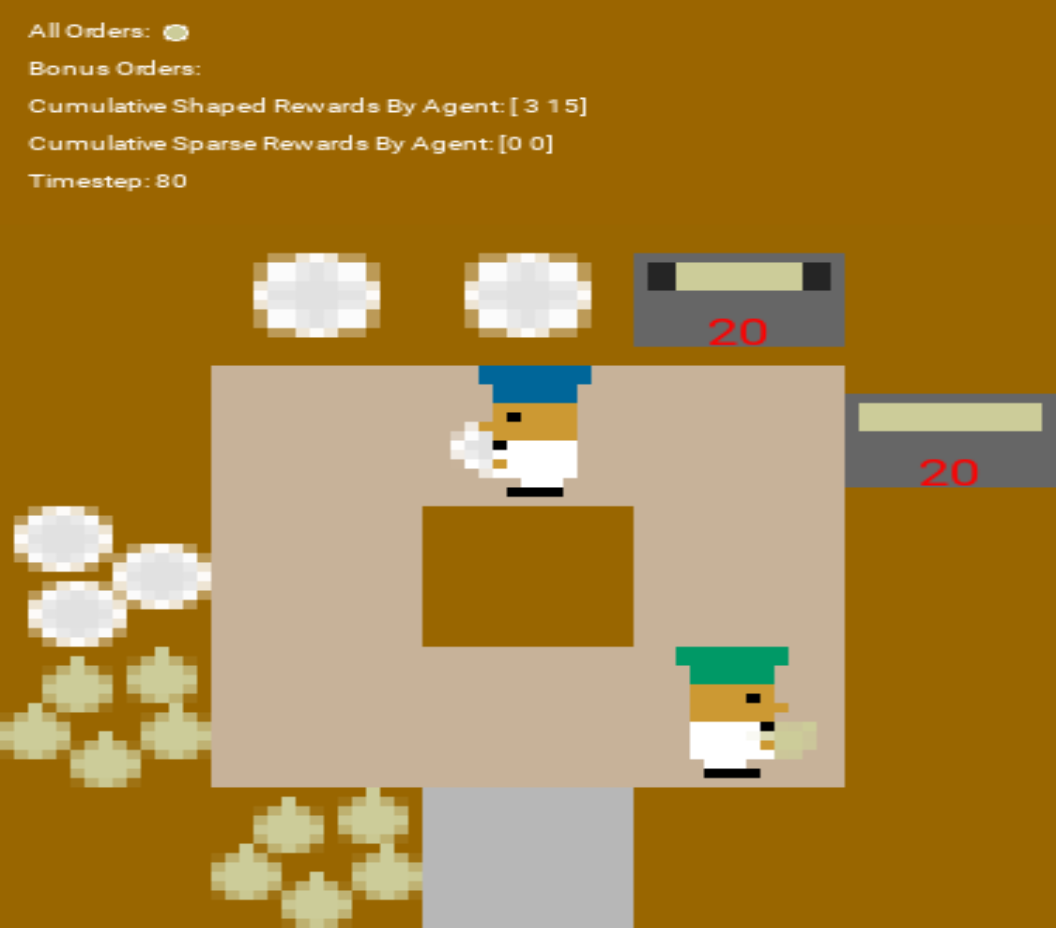 All Orders:
Bonus Orders:
Cumulative Shaped Rewards By Agent: [ 3 15]
Cumulative Sparse Rewards By Agent: [0 0]
Timestep: 80
20
20